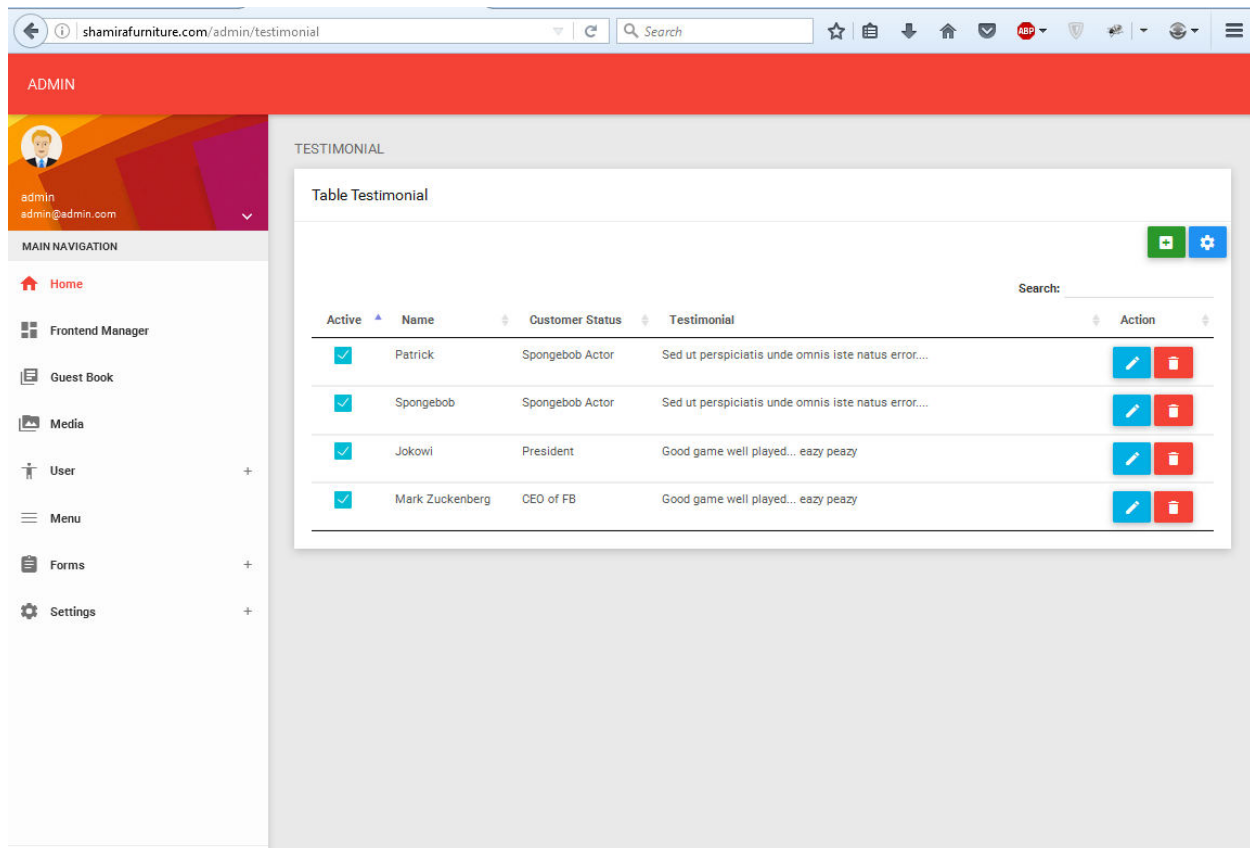 shamirafurniture.com/admin/testimonial
Search
ABP
ADMIN
admin
admin@admin.com
MAIN NAVIGATION
Home
Frontend Manager
Guest Book
Media
User +
Menu
Forms +
Settings +
TESTIMONIAL
Table Testimonial
Search:
Active Name Customer Status Testimonial Action
Patrick Spongebob Actor Sed ut perspiciatis unde omnis iste natus error....
Spongebob Spongebob Actor Sed ut perspiciatis unde omnis iste natus error....
Jokowi President Good game well played... eazy peazy
Mark Zuckenberg CEO of FB Good game well played... eazy peazy